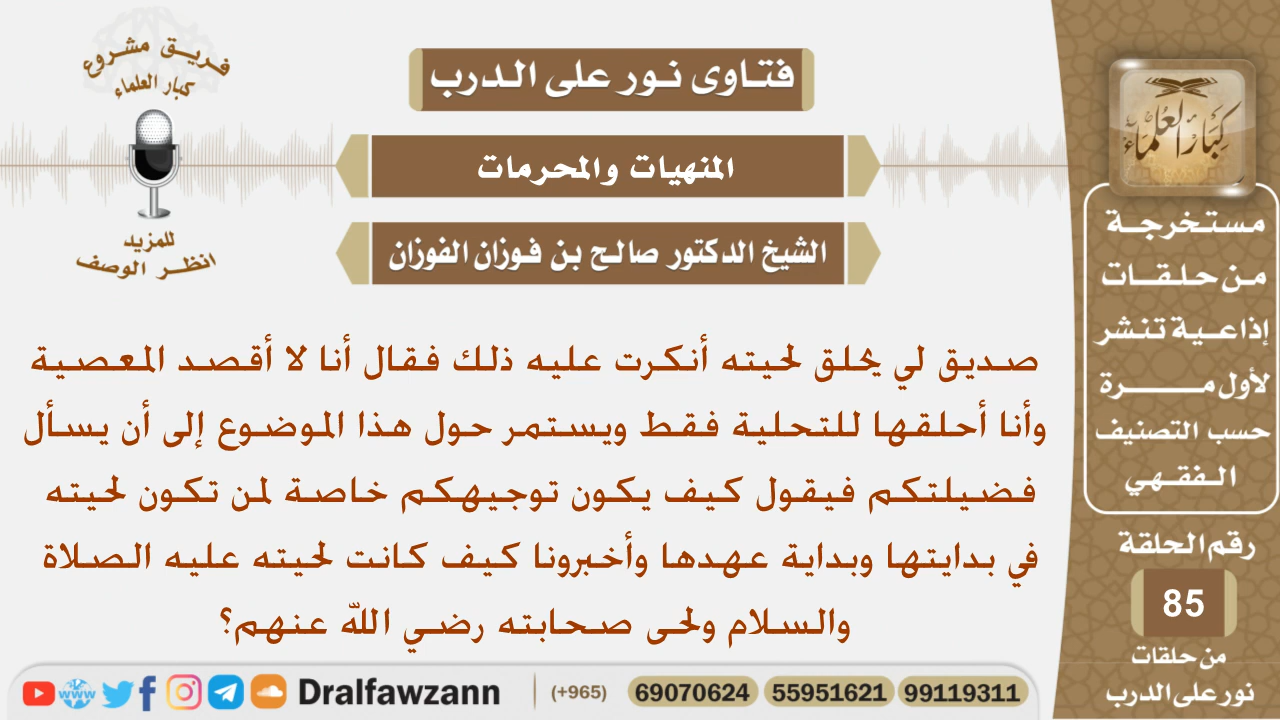 فريق مشروع
كبار العلماء
للمزيد
انظر الوصف
فتاوى نور على الدرب
المنهيات والمحرمات
الشيخ الدكتور صالح بن فوزان الفوزان
صديق لي يحلق لحيته أنكرت عليه ذلك فقال أنا لا أقصد المعصية
وأنا أحلقها للتحلية فقط ويستمر حول هذا الموضوع إلى أن يسأل
فضيلتكم فيقول كيف يكون توجيهكم خاصة لمن تكون لحيته
في بدايتها وبداية عهدها وأخبرونا كيف كانت لحيته عليه الصلاة
والسلام ولحى صحابته رضي الله عنهم؟
كبار العلماء
مستخرجة
من حلقات
إذاعية تنشر
لأول مرة
حسب التصنيف
الفقهي
رقم الحلقة
85
من حلقات
نور على الدرب
www
Dralfawzann
(+965) 69070624 55951621 99119311